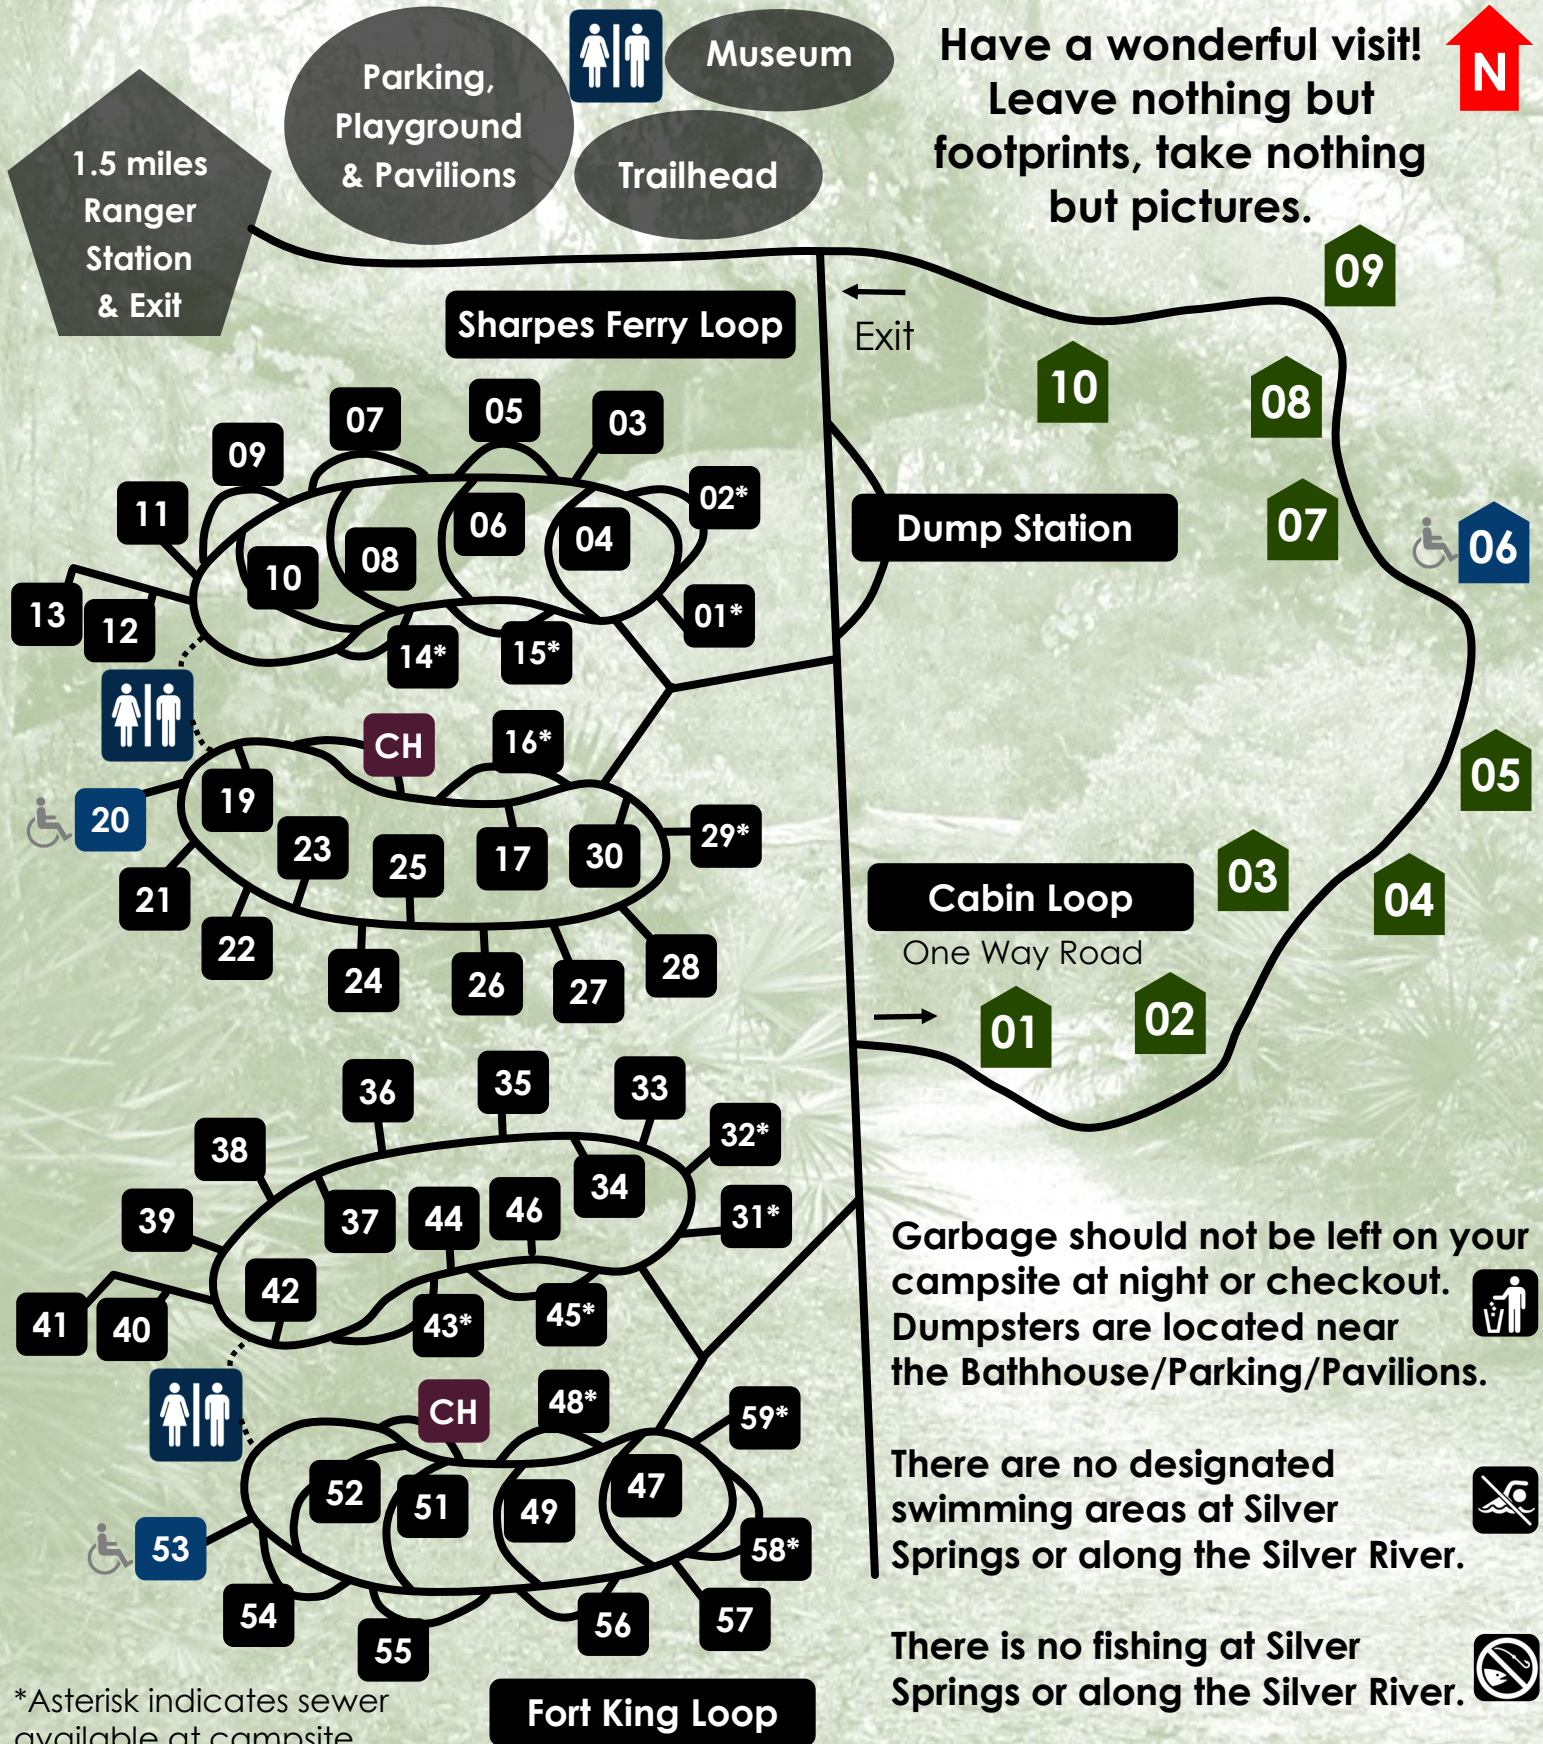 Parking,
Playground
& Pavilions
Museum
Trailhead
Have a wonderful visit!
Leave nothing but
footprints, take nothing
but pictures.
N
1.5 miles
Ranger
Station
& Exit
Sharpes Ferry Loop
Exit
09
10
08
07
06
05
04
03
02
01
07
05
03
09
02*
11
06
04
08
10
13
12
01*
14*
15*
Dump Station
CH
16*
19
20
23
25
17
30
29*
21
22
24
26
27
28
Cabin Loop
One Way Road
36
35
33
32*
38
34
39
37
44
46
31*
42
41
40
43*
45*
CH
48*
59*
52
51
49
47
53
58*
54
55
56
57
Garbage should not be left on your
campsite at night or checkout.
Dumpsters are located near
the Bathhouse/Parking/Pavilions.
There are no designated
swimming areas at Silver
Springs or along the Silver River.
There is no fishing at Silver
Springs or along the Silver River.
*Asterisk indicates sewer
available at campsite
Fort King Loop